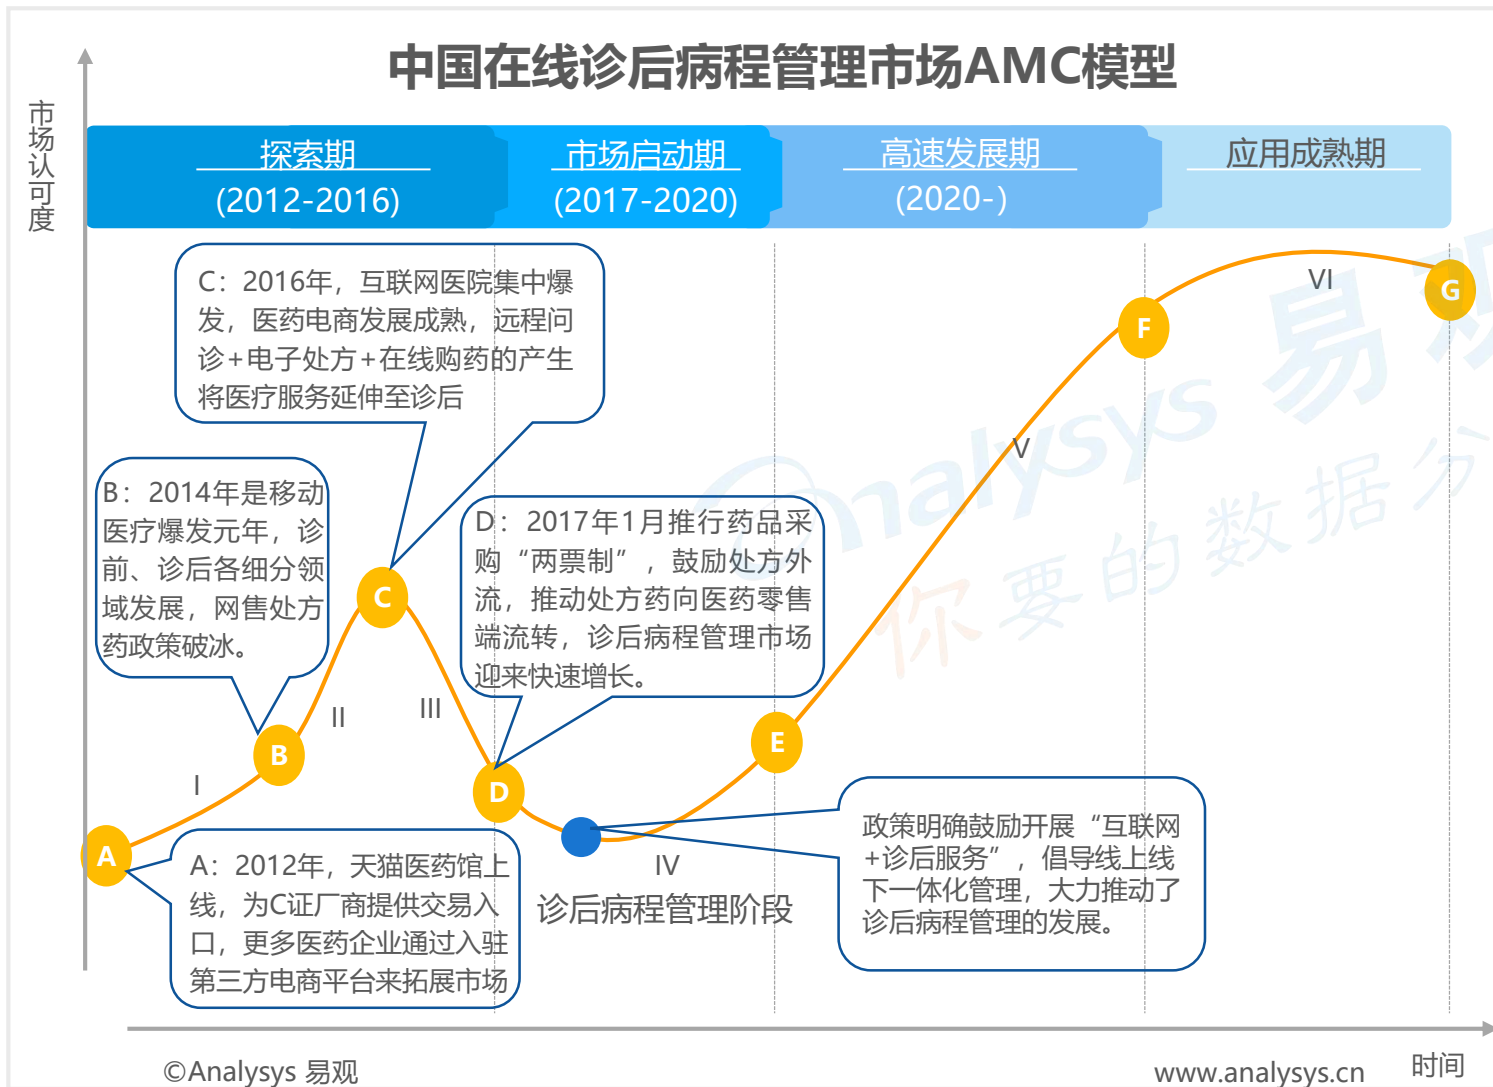 中国在线诊后病程管理市场AMC模型
市场认可度
探索期
(2012-2016)
市场启动期
(2017-2020)
高速发展期
(2020-)
应用成熟期
C：2016年，互联网医院集中爆
发，医药电商发展成熟，远程问
诊+电子处方+在线购药的产生
将医疗服务延伸至诊后
B：2014年是移动
医疗爆发元年，诊
前、诊后各细分领
域发展，网售处方
药政策破冰。
D：2017年1月推行药品采
购“两票制”，鼓励处方外
流，推动处方药向医药零售
端流转，诊后病程管理市场
迎来快速增长。
A：2012年，天猫医药馆上
线，为C证厂商提供交易入
口，更多医药企业通过入驻
第三方电商平台来拓展市场
政策明确鼓励开展“互联网
+诊后服务”，倡导线上线
下一体化管理，大力推动了
诊后病程管理的发展。
A
I
B
II
C
III
D
IV
诊后病程管理阶段
E
V
F
VI
G
analysys 易观
你要的数据分
©Analysys 易观
www.analysys.cn
时间